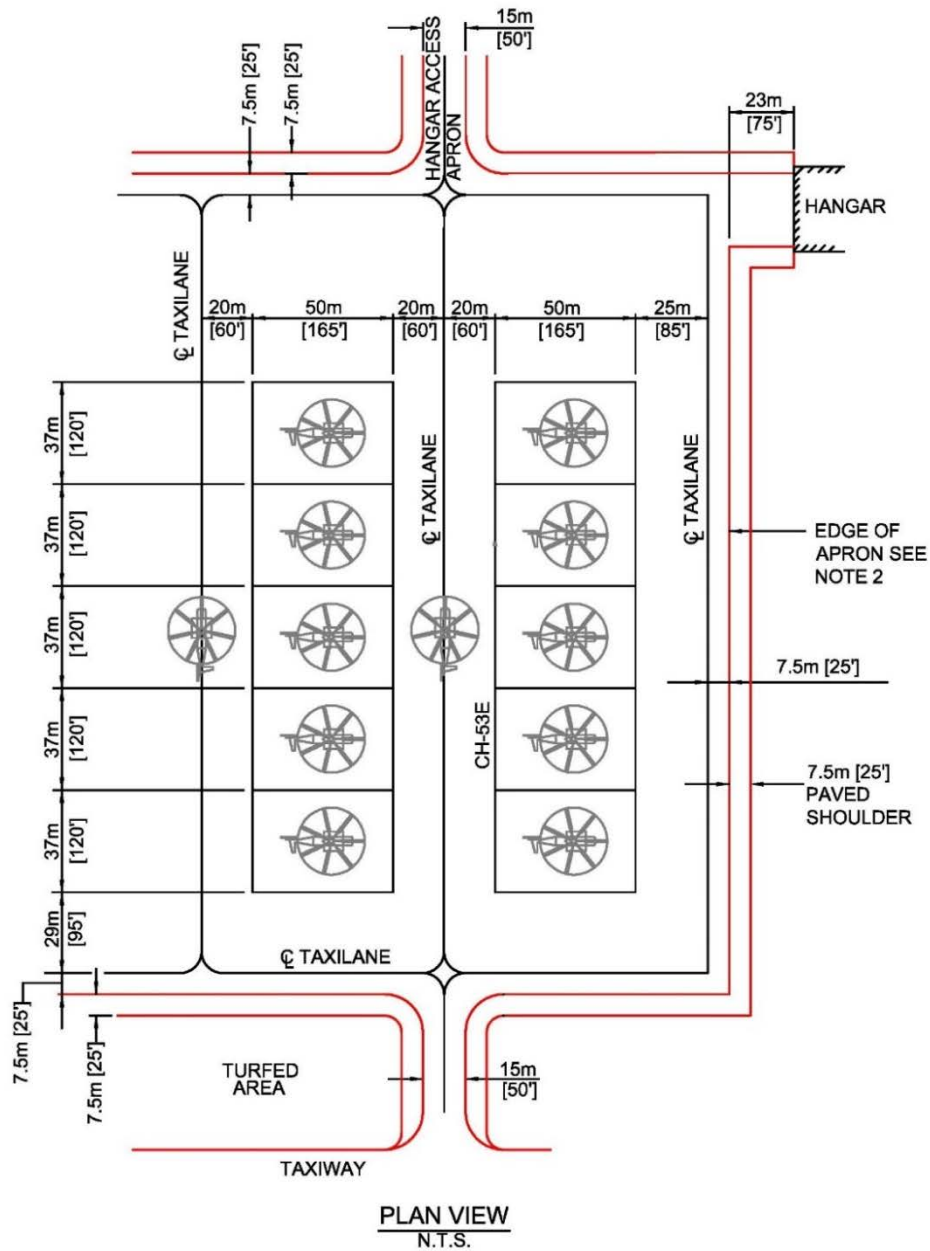 15m
[50']
7.5m [25']
7.5m [25']
HANGAR ACCESS
APRON
23m
[75']
HANGAR
℄ TAXILANE
20m
[60']
50m
[165']
20m
[60']
20m
[60']
50m
[165']
25m
[85']
37m
[120']
37m
[120']
37m
[120']
37m
[120']
37m
[120']
29m
[95']
℄ TAXILANE
℄ TAXILANE
EDGE OF
APRON SEE
NOTE 2
7.5m [25']
CH-53E
7.5m [25']
PAVED
SHOULDER
℄ TAXILANE
7.5m [25']
7.5m [25']
TURFED
AREA
15m
[50']
TAXIWAY
PLAN VIEW
N.T.S.